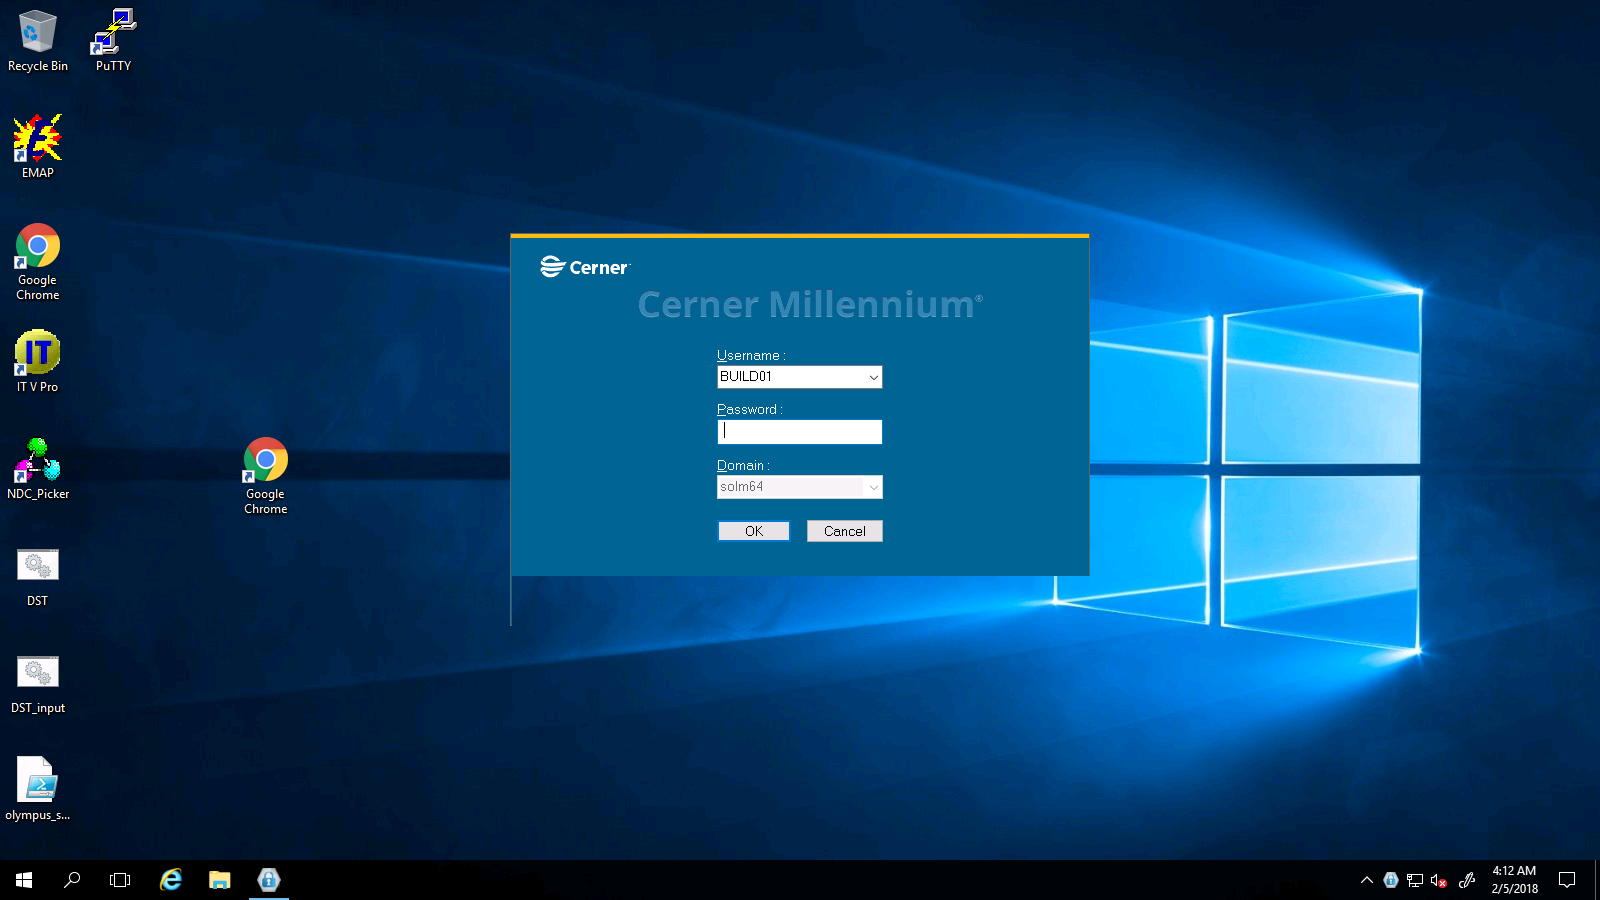 Recycle Bin
PuTTY
EMAP
Google
Chrome
IT V Pro
NDC_Picker
Google
Chrome
DST
DST_input
olympus_s...
Cerner
Cerner Millennium®
Username :
BUILD01
Password :
Domain :
solm64
OK
Cancel
4:12 AM
2/5/2018